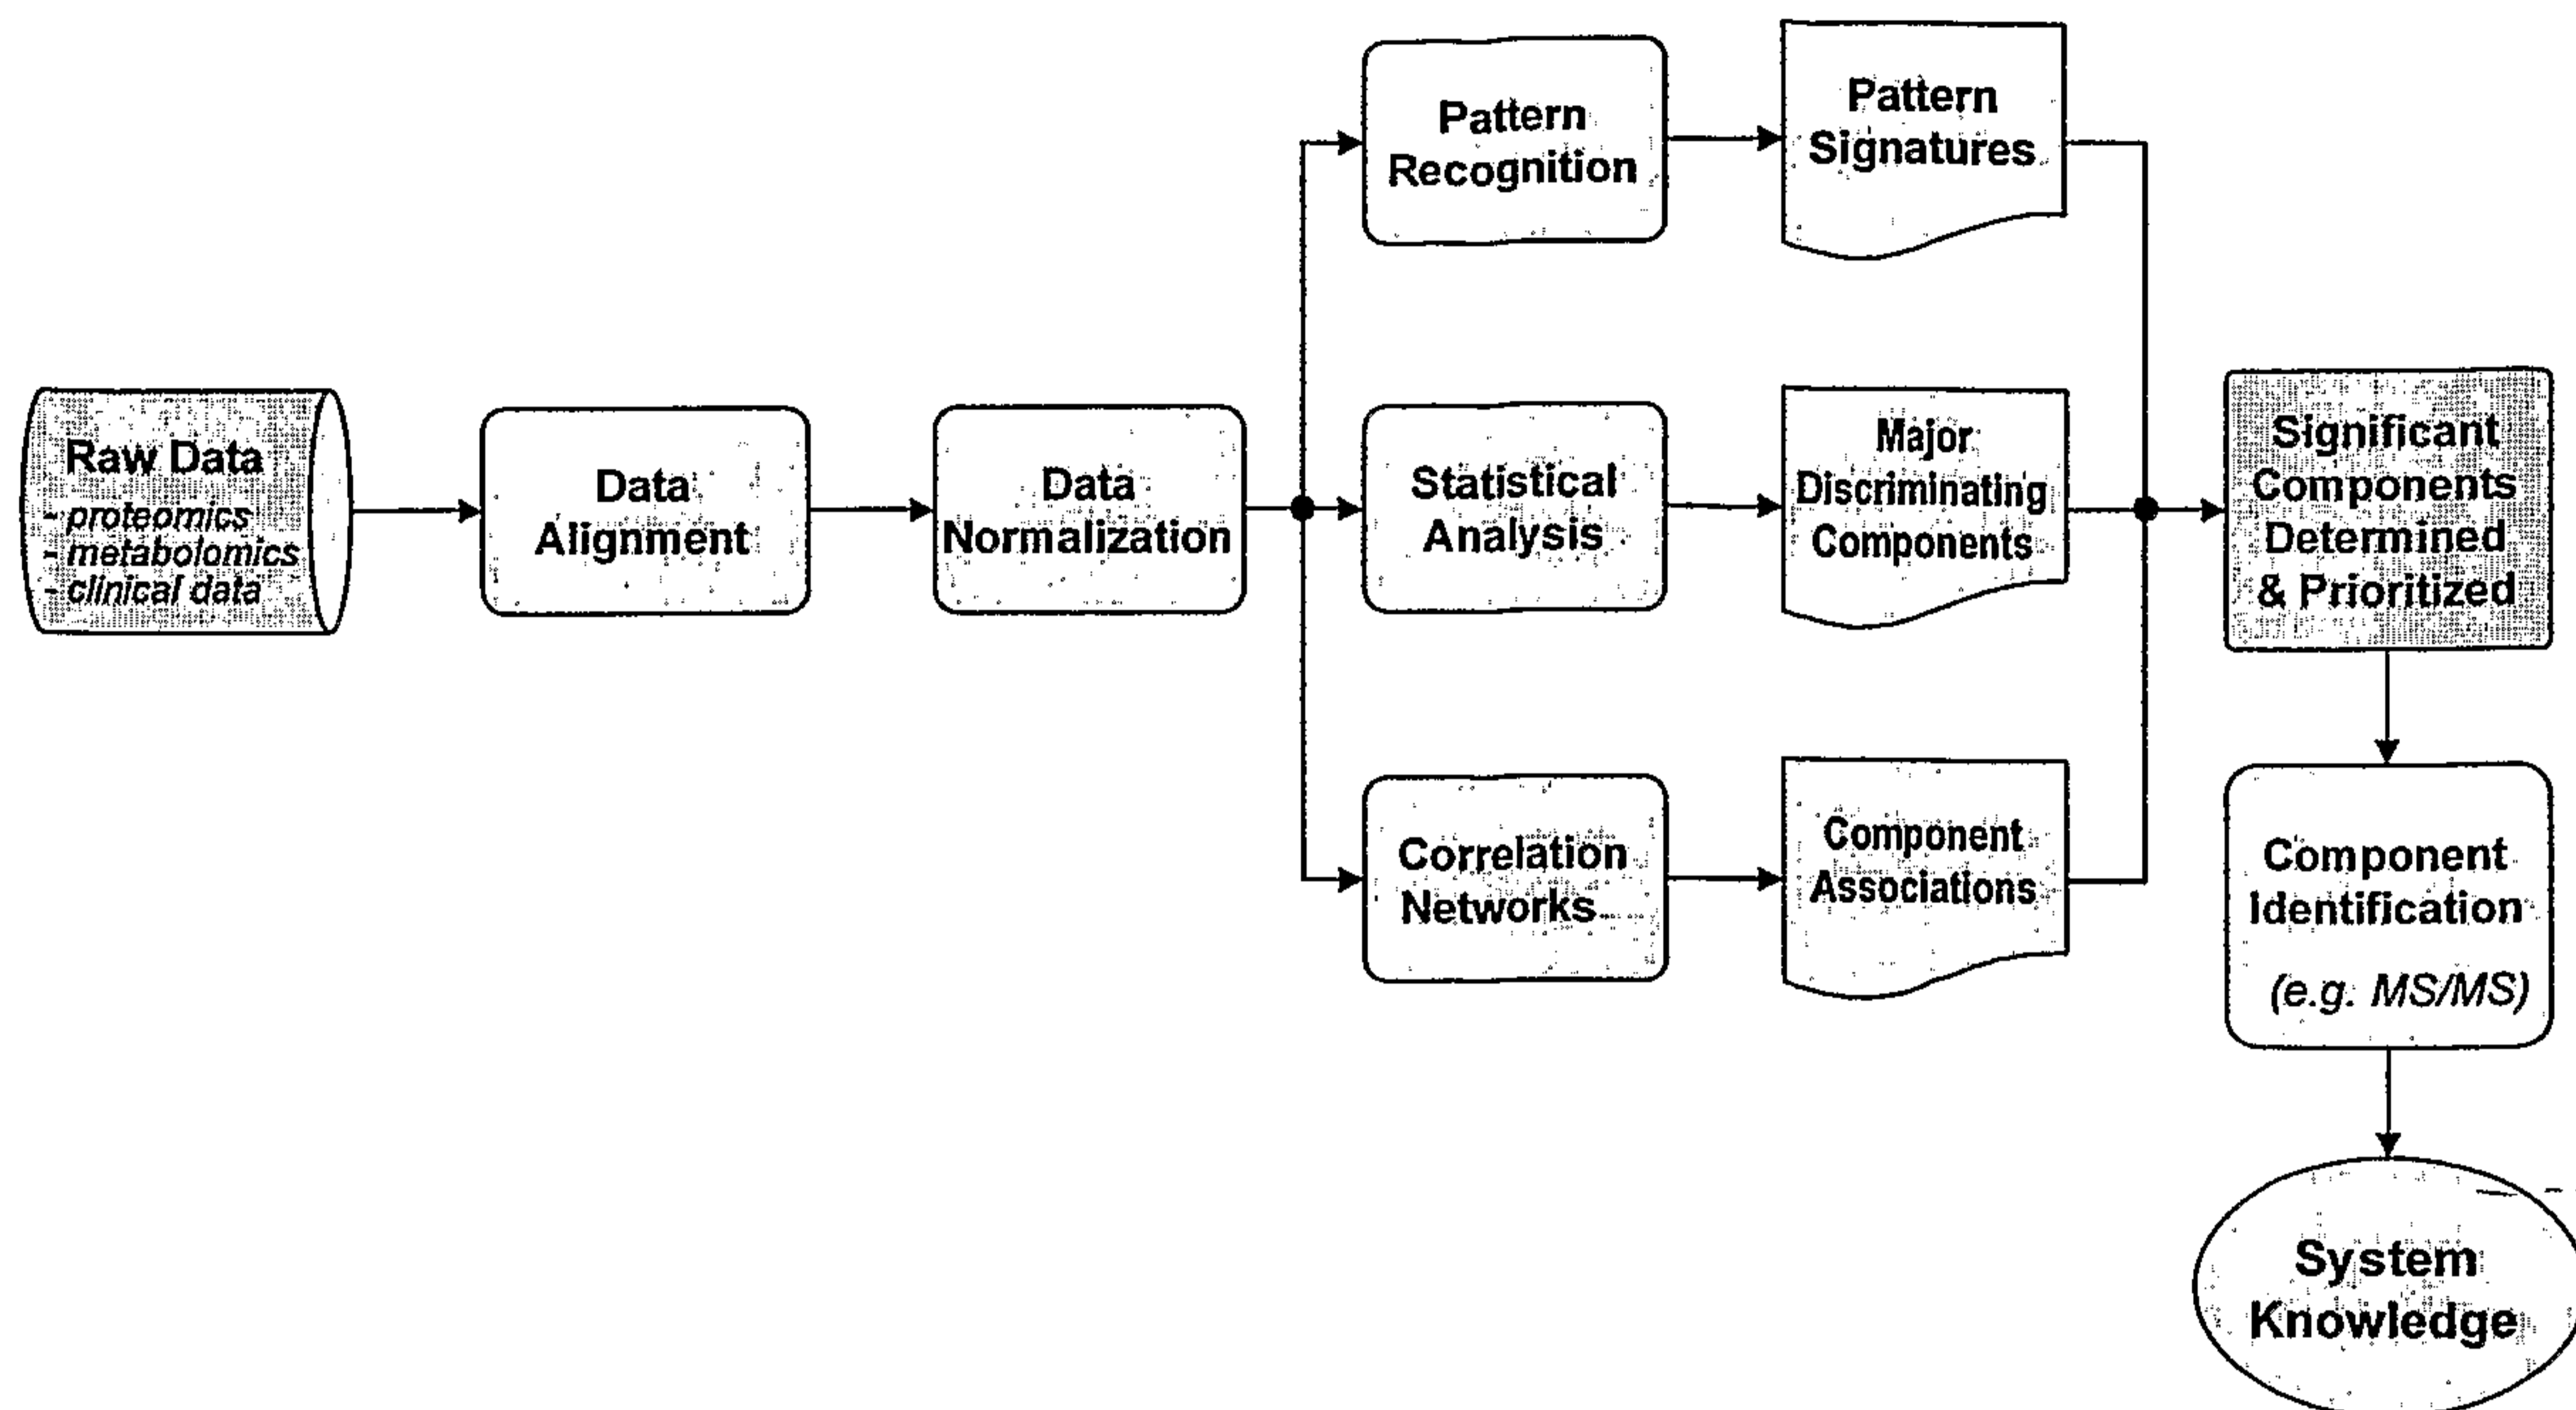 Raw Data
- proteomics
- metabolomics
- clinical data
Data
Alignment
Data
Normalization
Pattern
Recognition
Pattern
Signatures
Statistical
Analysis
Major
Discriminating
Components
Correlation
Networks
Component
Associations
Significant
Components
Determined
& Prioritized
Component
Identification
(e.g. MS/MS)
System
Knowledge